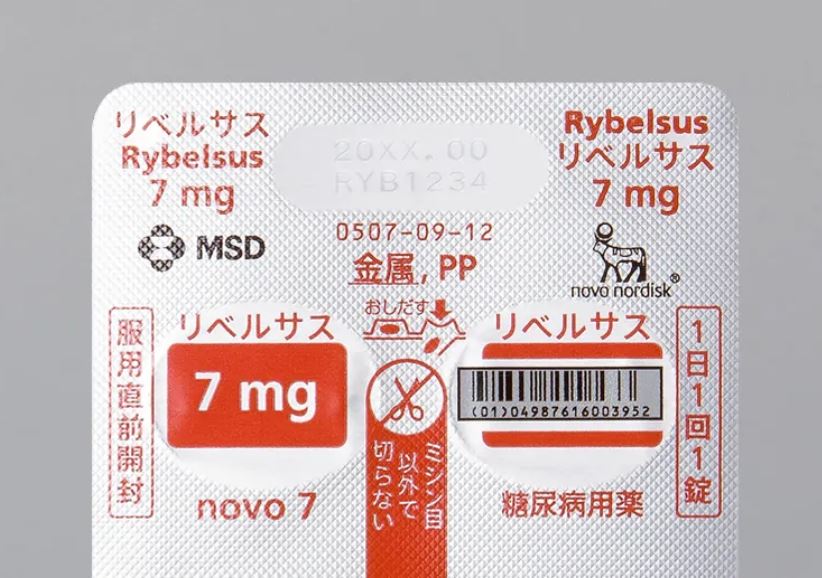 リベルサス
Rybelsus
7 mg
MSD
20XX.00
RYB1234
0507-09-12
金属, PP
Rybelsus
リベルサス
7 mg
novo nordisk®
おしだす
服用直前開封
リベルサス
7 mg
novo 7
ミシン目
以外で
切らない
リベルサス
(01)04987616003952
糖尿病用薬
1日1回1錠